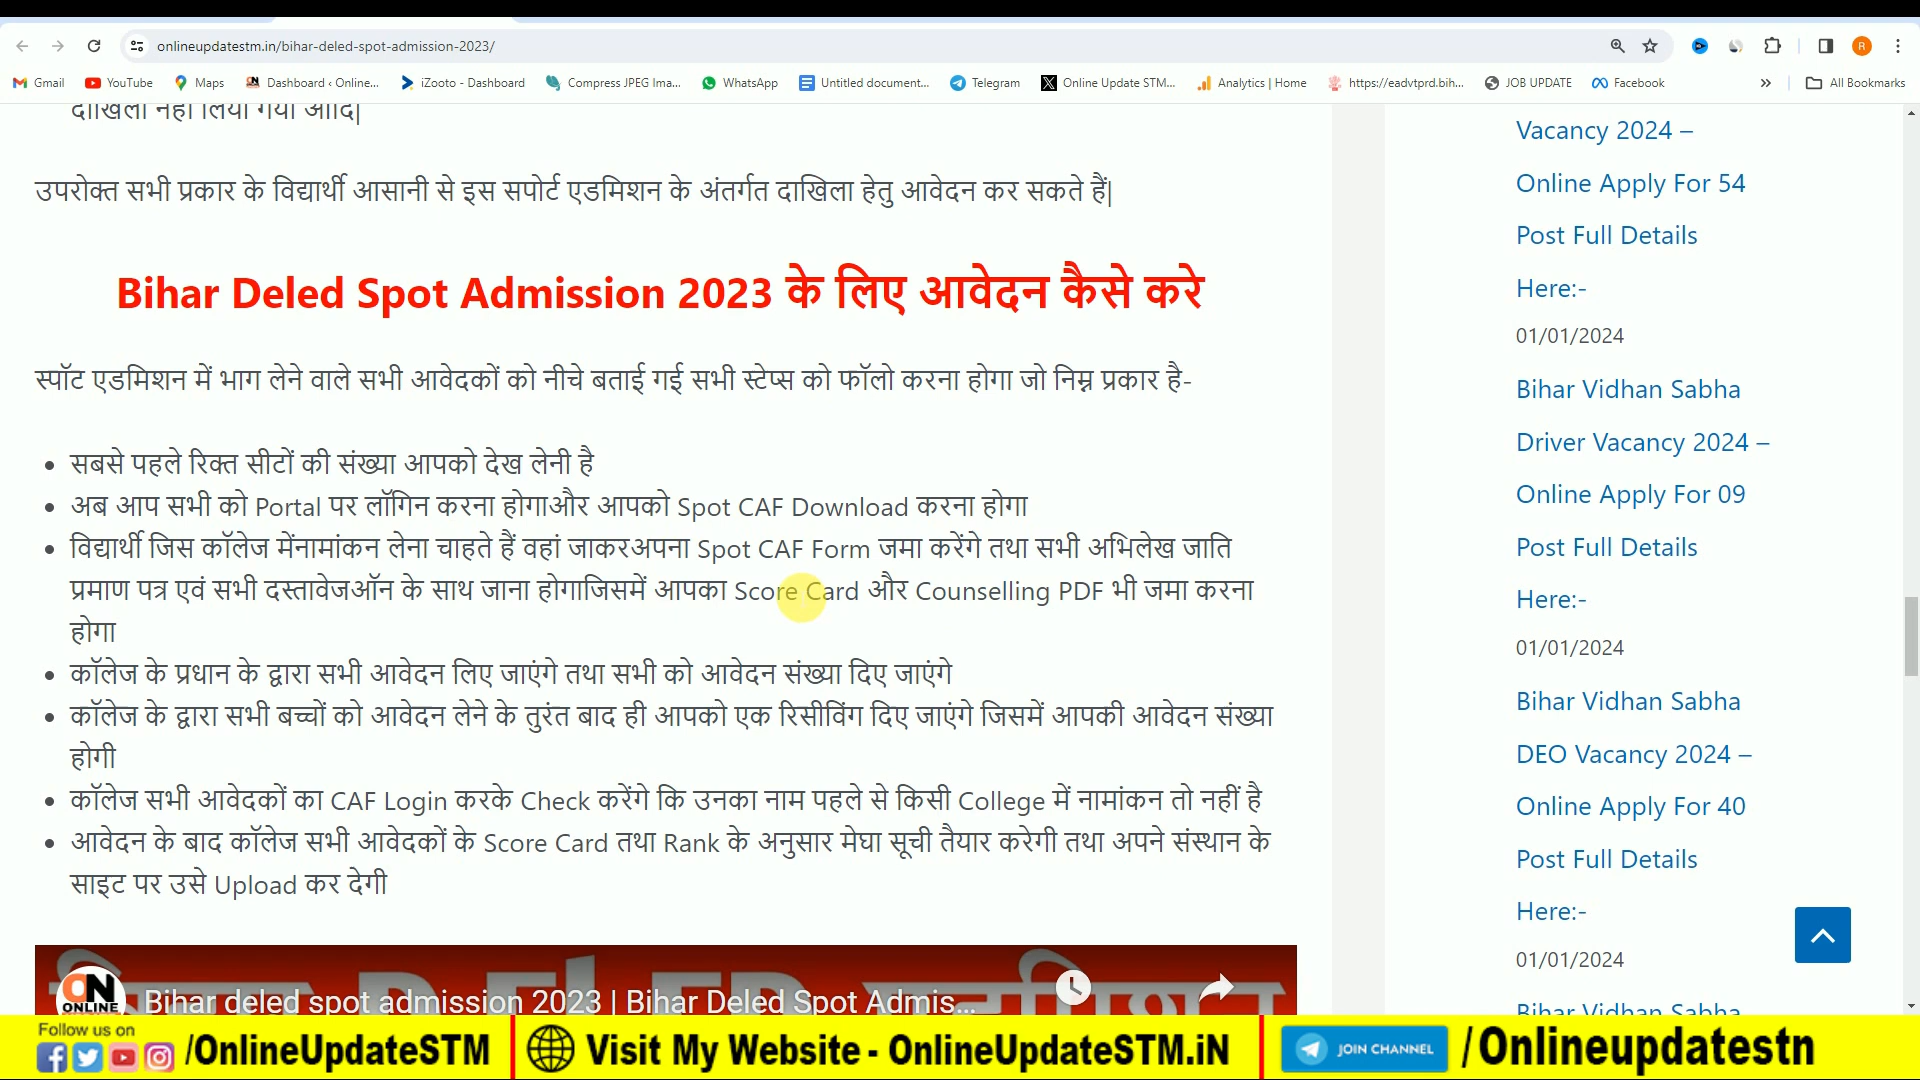 onlineupdatestm.in/bihar-deled-spot-admission-2023/
R
Gmail YouTube Maps Dashboard ‹ Online... iZooto - Dashboard Compress JPEG Ima... WhatsApp Untitled document... Telegram Online Update STM... Analytics | Home https://eadvtprd.bih... JOB UPDATE Facebook » All Bookmarks
दाखिला नहीं लिया गया आदि|
उपरोक्त सभी प्रकार के विद्यार्थी आसानी से इस सपोर्ट एडमिशन के अंतर्गत दाखिला हेतु आवेदन कर सकते हैं|
Bihar Deled Spot Admission 2023 के लिए आवेदन कैसे करे
स्पॉट एडमिशन में भाग लेने वाले सभी आवेदकों को नीचे बताई गई सभी स्टेप्स को फॉलो करना होगा जो निम्न प्रकार है-
• सबसे पहले रिक्त सीटों की संख्या आपको देख लेनी है
• अब आप सभी को Portal पर लॉगिन करना होगाऔर आपको Spot CAF Download करना होगा
• विद्यार्थी जिस कॉलेज मेंनामांकन लेना चाहते हैं वहां जाकरअपना Spot CAF Form जमा करेंगे तथा सभी अभिलेख जाति
प्रमाण पत्र एवं सभी दस्तावेजऑन के साथ जाना होगाजिसमें आपका Score Card और Counselling PDF भी जमा करना
होगा
• कॉलेज के प्रधान के द्वारा सभी आवेदन लिए जाएंगे तथा सभी को आवेदन संख्या दिए जाएंगे
• कॉलेज के द्वारा सभी बच्चों को आवेदन लेने के तुरंत बाद ही आपको एक रिसीविंग दिए जाएंगे जिसमें आपकी आवेदन संख्या
होगी
• कॉलेज सभी आवेदकों का CAF Login करके Check करेंगे कि उनका नाम पहले से किसी College में नामांकन तो नहीं है
• आवेदन के बाद कॉलेज सभी आवेदकों के Score Card तथा Rank के अनुसार मेघा सूची तैयार करेगी तथा अपने संस्थान के
साइट पर उसे Upload कर देगी
ON
ONLINE
Bihar deled spot admission 2023 | Bihar Deled Spot Admis...
Vacancy 2024 –
Online Apply For 54
Post Full Details
Here:-
01/01/2024
Bihar Vidhan Sabha
Driver Vacancy 2024 –
Online Apply For 09
Post Full Details
Here:-
01/01/2024
Bihar Vidhan Sabha
DEO Vacancy 2024 –
Online Apply For 40
Post Full Details
Here:-
01/01/2024
Bihar Vidhan Sabha
Follow us on
/OnlineUpdateSTM Visit My Website - OnlineUpdateSTM.iN JOIN CHANNEL /Onlineupdatestn